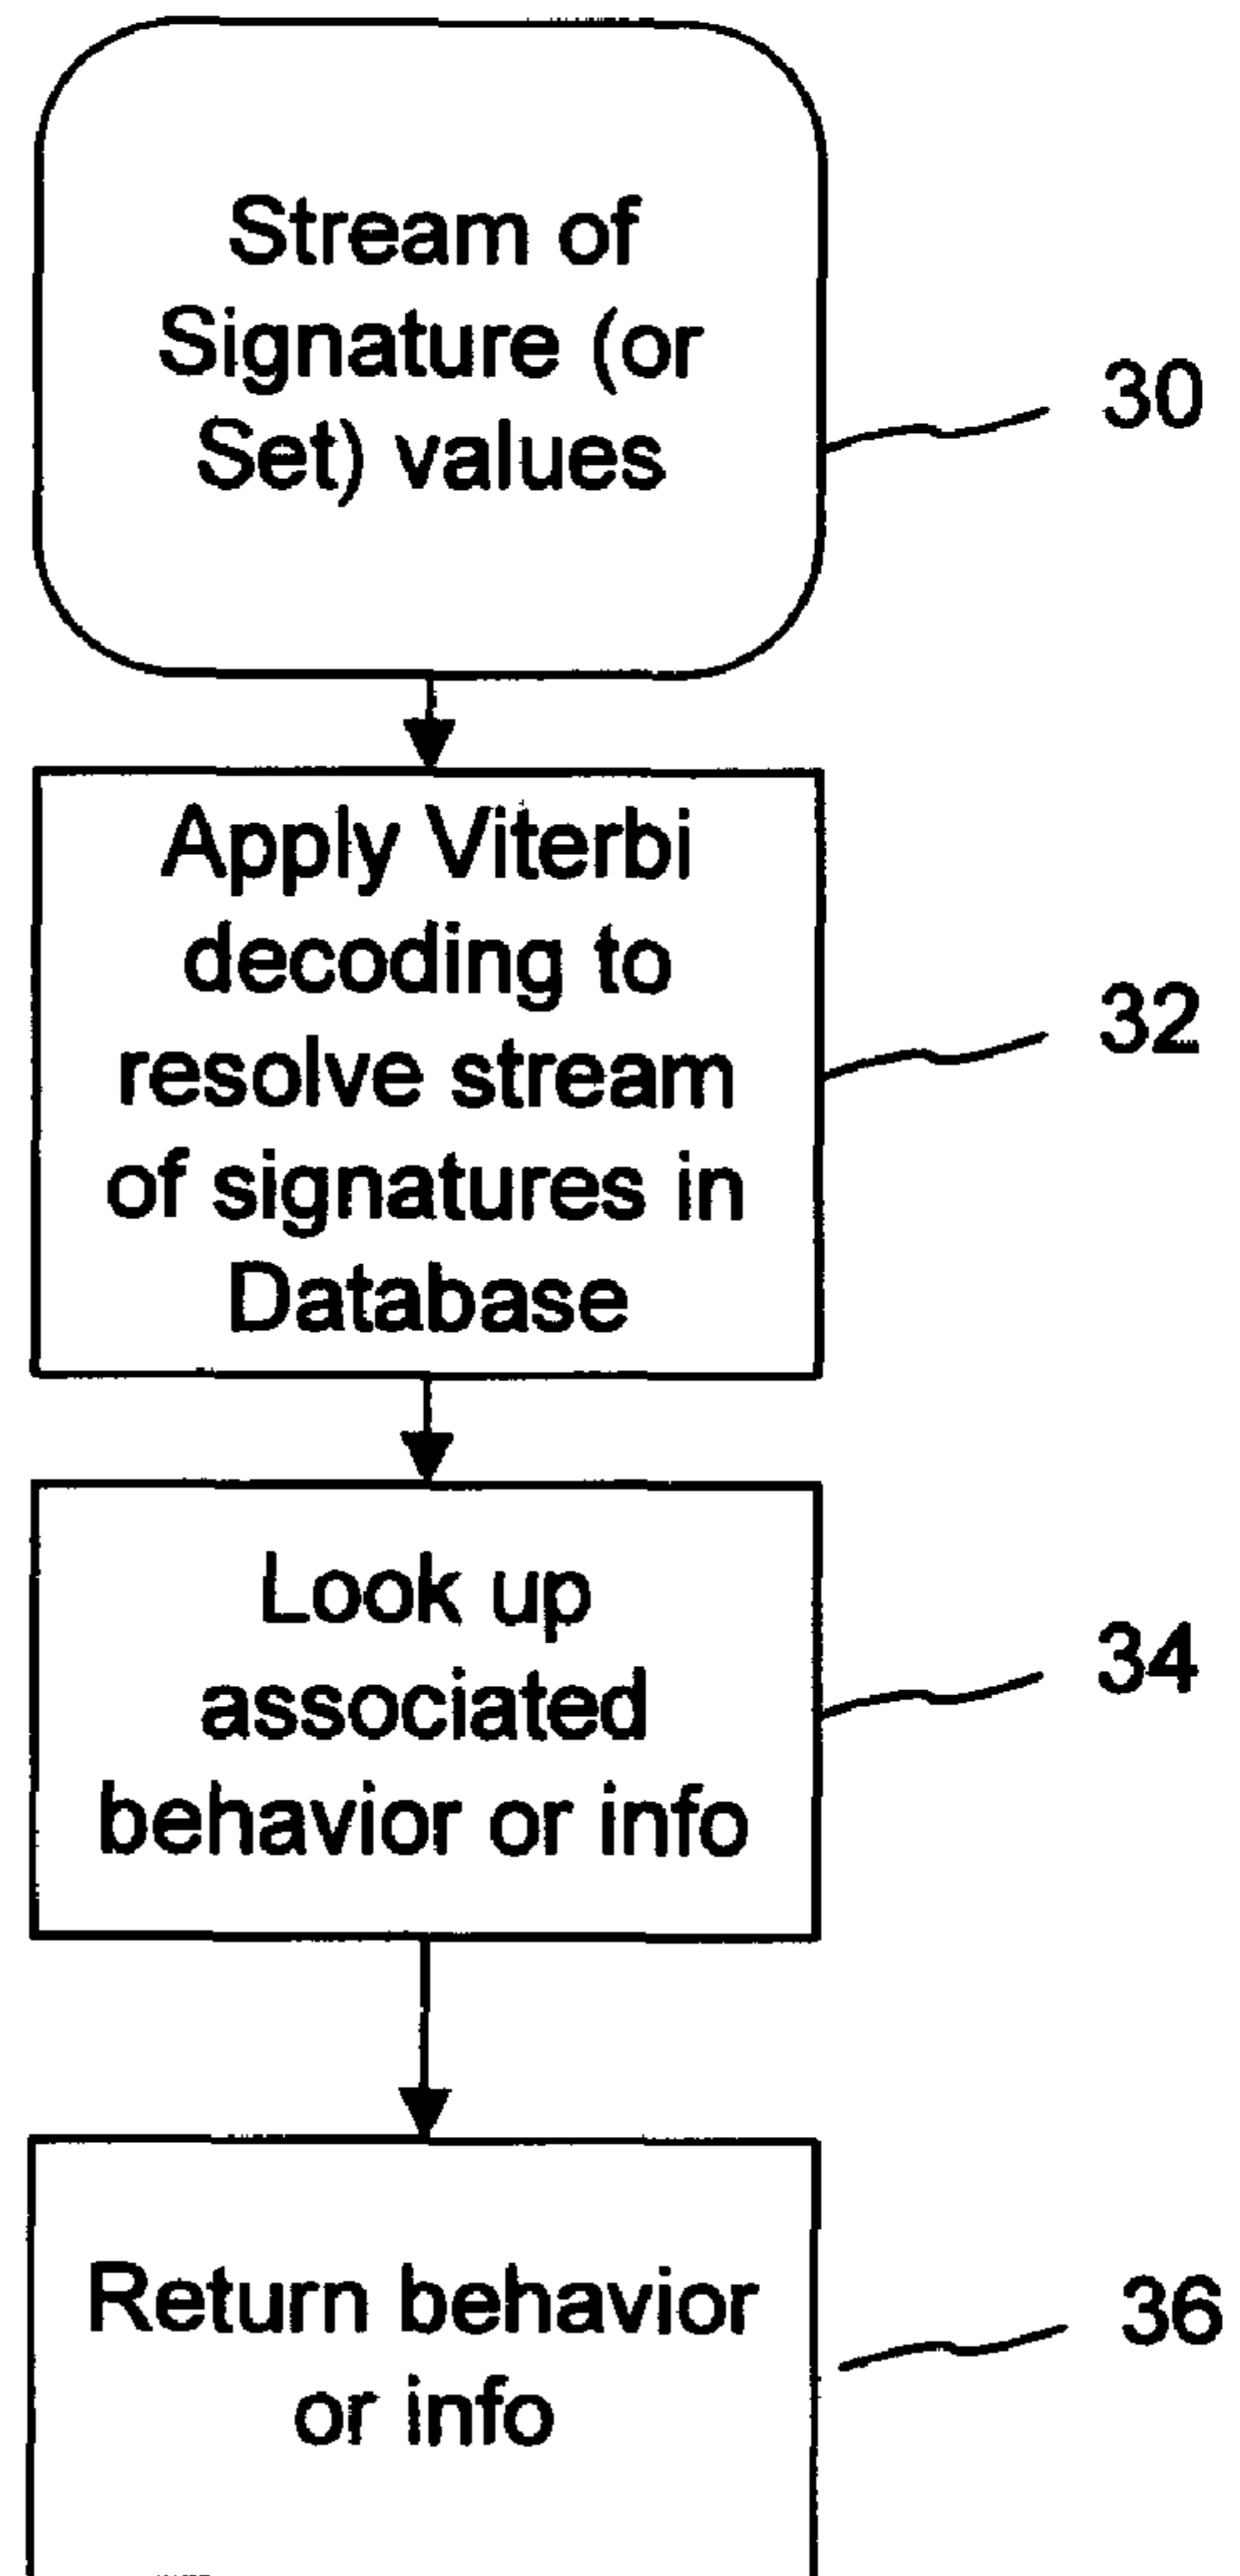 Stream of
Signature (or
Set) values
30
Apply Viterbi
decoding to
resolve stream
of signatures in
Database
32
Look up
associated
behavior or info
34
Return behavior
or info
36